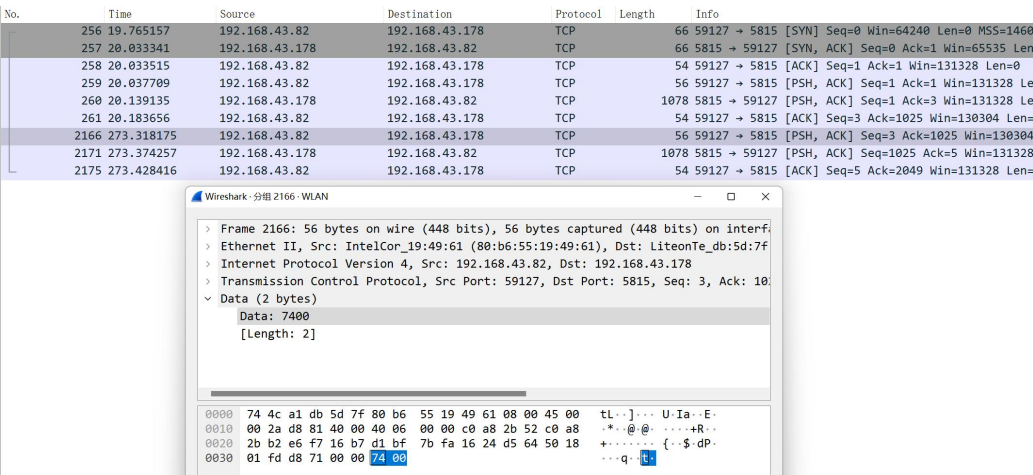 No. Time Source Destination Protocol Length Info
256 19.765157 192.168.43.82 192.168.43.178 TCP 66 59127 → 5815 [SYN] Seq=0 Win=64240 Len=0 MSS=1460
257 20.033341 192.168.43.178 192.168.43.82 TCP 66 5815 → 59127 [SYN, ACK] Seq=0 Ack=1 Win=65535 Len
258 20.033515 192.168.43.82 192.168.43.178 TCP 54 59127 → 5815 [ACK] Seq=1 Ack=1 Win=131328 Len=0
259 20.037709 192.168.43.82 192.168.43.178 TCP 56 59127 → 5815 [PSH, ACK] Seq=1 Ack=1 Win=131328 Le
260 20.139135 192.168.43.178 192.168.43.82 TCP 1078 5815 → 59127 [PSH, ACK] Seq=1 Ack=3 Win=131328 Le
261 20.183656 192.168.43.82 192.168.43.178 TCP 54 59127 → 5815 [ACK] Seq=3 Ack=1025 Win=130304 Len=
2166 273.318175 192.168.43.82 192.168.43.178 TCP 56 59127 → 5815 [PSH, ACK] Seq=3 Ack=1025 Win=130304
2171 273.374257 192.168.43.178 192.168.43.82 TCP 1078 5815 → 59127 [PSH, ACK] Seq=1025 Ack=5 Win=131328
2175 273.428416 192.168.43.82 192.168.43.178 TCP 54 59127 → 5815 [ACK] Seq=5 Ack=2049 Win=131328 Len=
Wireshark · 分组 2166 · WLAN
Frame 2166: 56 bytes on wire (448 bits), 56 bytes captured (448 bits) on interfa
Ethernet II, Src: IntelCor_19:49:61 (80:b6:55:19:49:61), Dst: LiteonTe_db:5d:7f
Internet Protocol Version 4, Src: 192.168.43.82, Dst: 192.168.43.178
Transmission Control Protocol, Src Port: 59127, Dst Port: 5815, Seq: 3, Ack: 10
Data (2 bytes)
Data: 7400
[Length: 2]
0000 74 4c a1 db 5d 7f 80 b6 55 19 49 61 08 00 45 00 tL··]··· U·Ia··E·
0010 00 2a d8 81 40 00 40 06 00 00 c0 a8 2b 52 c0 a8 ·*··@·@· ····+R··
0020 2b b2 e6 f7 16 b7 d1 bf 7b fa 16 24 d5 64 50 18 +······· {··$·dP·
0030 01 fd d8 71 00 00 74 00 ···q··t·